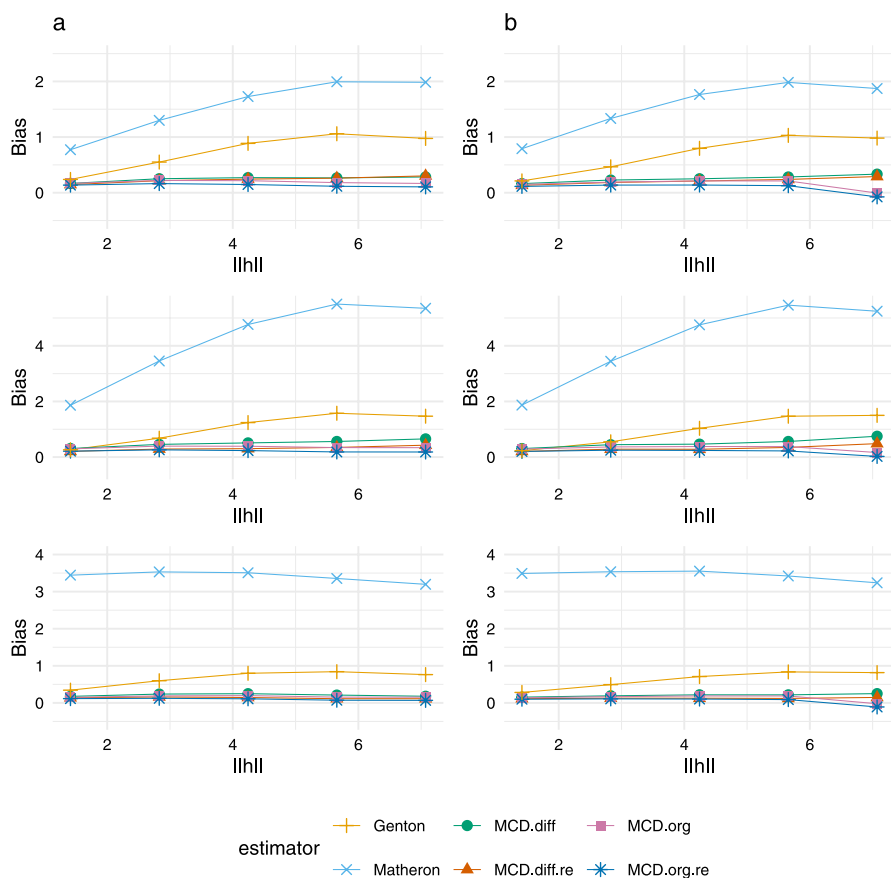 a
b
Bias
2
1
0
2
4
6
||h||
Bias
2
1
0
2
4
6
||h||
Bias
4
2
0
2
4
6
||h||
Bias
4
2
0
2
4
6
||h||
Bias
4
3
2
1
0
2
4
6
||h||
Bias
4
3
2
1
0
2
4
6
||h||
estimator
Genton
MCD.diff
MCD.org
Matheron
MCD.diff.re
MCD.org.re